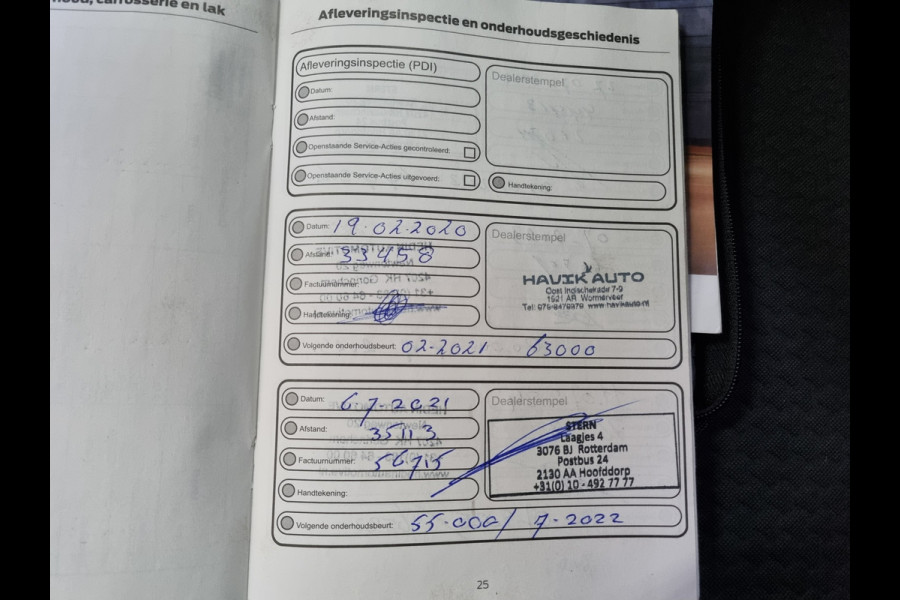 carrosserie en lak
Afleveringsinspectie en onderhoudsgeschiedenis
Afleveringsinspectie (PDI)
Datum:
Afstand:
Openstaande Service-Acties gecontroleerd:
Openstaande Service-Acties uitgevoerd:
Dealerstempel
Handtekening:
Datum: 19.02.2020
Afstand: 33458
Factuurnummer:
Handtekening:
Dealerstempel
HAVIK AUTO
Oost Indischekade 7-9
1521 AA Wormerveer
Volgende onderhoudsbeurt: 02-2021 63000
Datum: 6-7-2021
Afstand: 35113
Factuurnummer:
Handtekening:
Dealerstempel
STERN
Laagjes 4
3076 BJ Rotterdam
Postbus 24
2130 AA Hoofddorp
+31(0) 10 - 492 77 77
Volgende onderhoudsbeurt: 55.000/ 7-2022
25